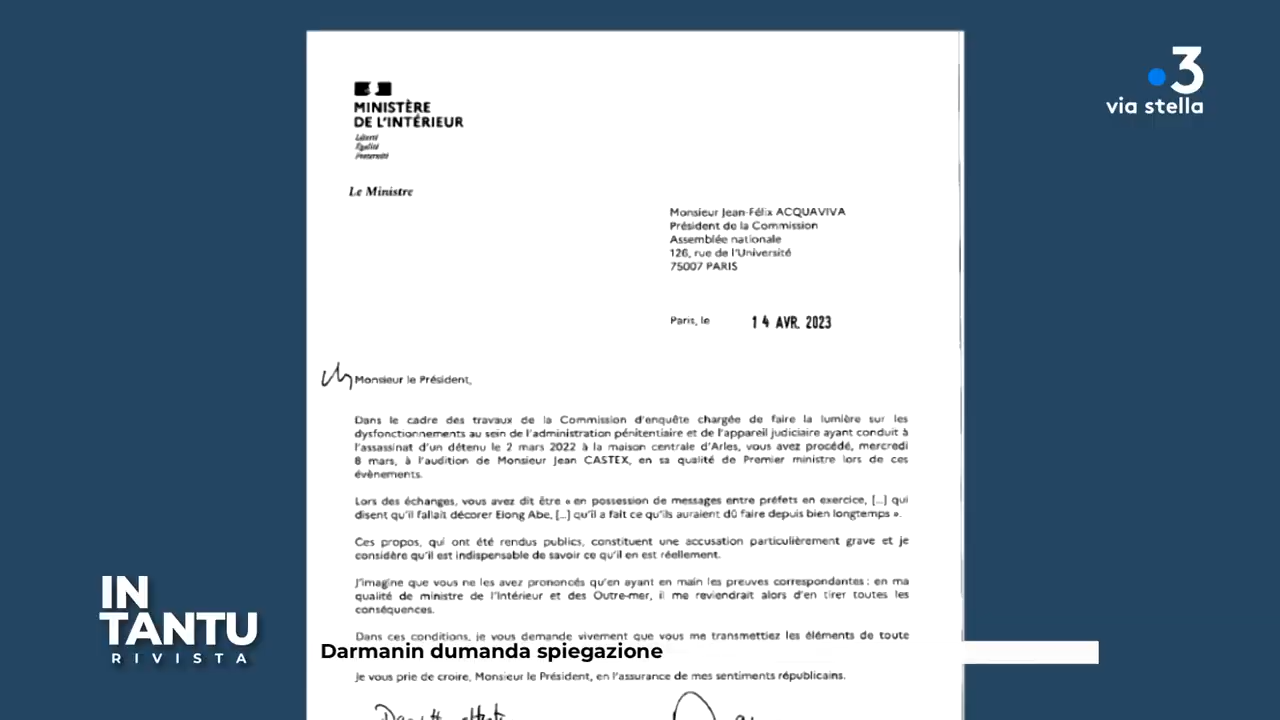 3
via stella
MINISTÈRE
DE L'INTÉRIEUR
Liberté
Égalité
Fraternité
Le Ministre
Monsieur Jean-Félix ACQUAVIVA
Président de la Commission
Assemblée nationale
126, rue de l'Université
75007 PARIS
Paris, le 14 AVR. 2023
Monsieur le Président,
Dans le cadre des travaux de la Commission d'enquête chargée de faire la lumière sur les
dysfonctionnements au sein de l'administration pénitentiaire et de l'appareil judiciaire ayant conduit à
l'assassinat d'un détenu le 2 mars 2022 à la maison centrale d'Arles, vous avez procédé, mercredi
8 mars, à l'audition de Monsieur Jean CASTEX, en sa qualité de Premier ministre lors de ces
évènements.
Lors des échanges, vous avez dit être « en possession de messages entre préfets en exercice, [...] qui
disent qu'il fallait décorer Elong Abe, [...] qu'il a fait ce qu'ils auraient dû faire depuis bien longtemps ».
Ces propos, qui ont été rendus publics, constituent une accusation particulièrement grave et je
considère qu'il est indispensable de savoir ce qu'il en est réellement.
J'imagine que vous ne les avez prononcés qu'en ayant en main les preuves correspondantes : en ma
qualité de ministre de l'Intérieur et des Outre-mer, il me reviendrait alors d'en tirer toutes les
conséquences.
Dans ces conditions, je vous demande vivement que vous me transmettiez les éléments de toute
Darmanin dumanda spiegazione
Je vous prie de croire, Monsieur le Président, en l'assurance de mes sentiments républicains.
IN
TANTU
RIVISTA